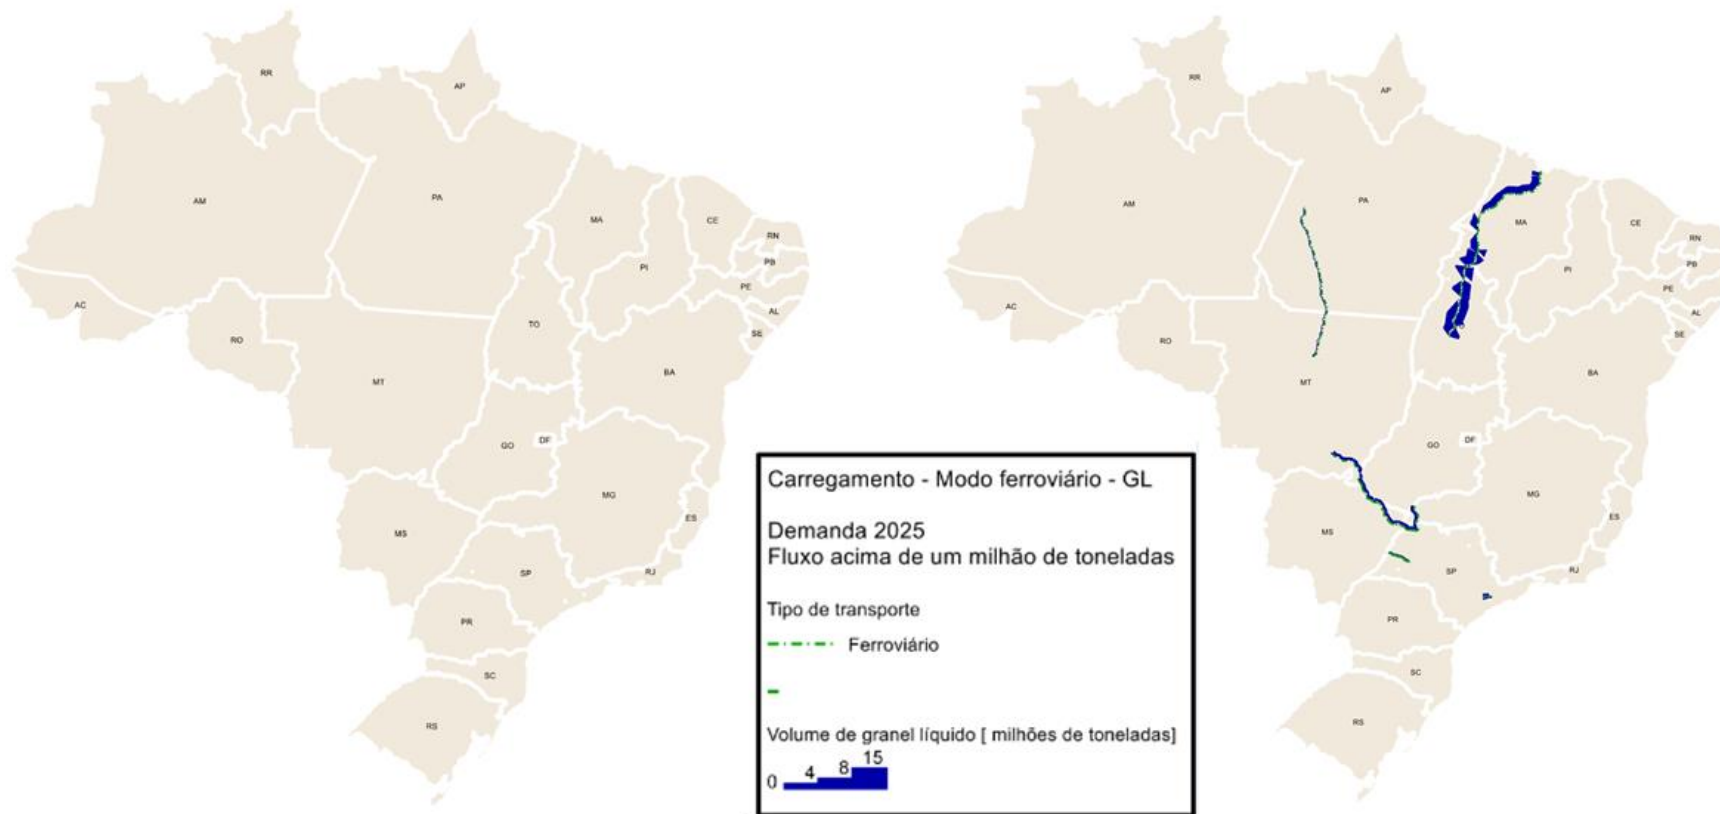 RR
AP
AM
PA
MA
CE
RN
PB
PI
PE
AC
AL
TO
SE
RO
BA
MT
GO
DF
MG
ES
MS
SP
RJ
PR
SC
RS
RR
AP
AM
PA
MA
CE
RN
PB
PI
PE
AC
AL
SE
RO
BA
MT
GO
DF
MG
ES
MS
SP
RJ
PR
SC
RS
Carregamento - Modo ferroviário - GL
Demanda 2025
Fluxo acima de um milhão de toneladas
Tipo de transporte
Ferroviário
Volume de granel líquido [ milhões de toneladas]
0 4 8 15